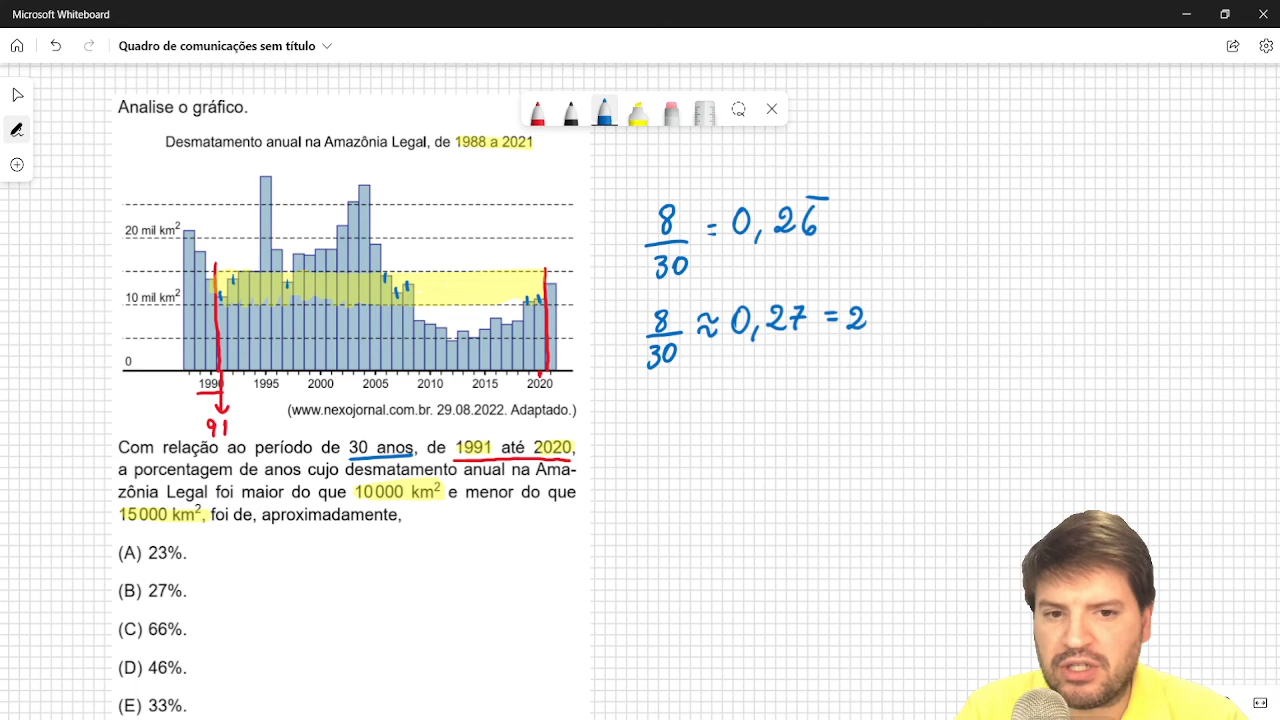 Microsoft Whiteboard
Quadro de comunicações sem título
Analise o gráfico.
Desmatamento anual na Amazônia Legal, de 1988 a 2021
20 mil km²
10 mil km²
0
1990 1995 2000 2005 2010 2015 2020
91
(www.nexojornal.com.br. 29.08.2022. Adaptado.)
Com relação ao período de 30 anos, de 1991 até 2020,
a porcentagem de anos cujo desmatamento anual na Ama-
zônia Legal foi maior do que 10 000 km² e menor do que
15 000 km², foi de, aproximadamente,
(A) 23%.
(B) 27%.
(C) 66%.
(D) 46%.
(E) 33%.
8/30 = 0,26̅
8/30 ≈ 0,27 = 2